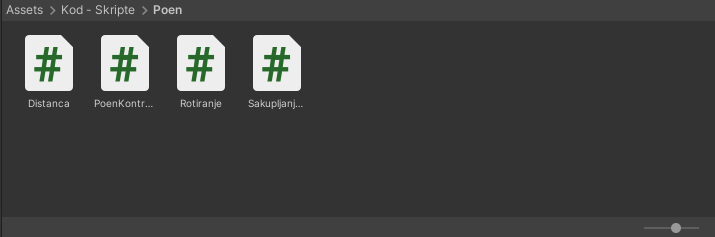 Assets > Kod - Skripte > Poen
Distanca PoenKontr... Rotiranje Sakupljanj...